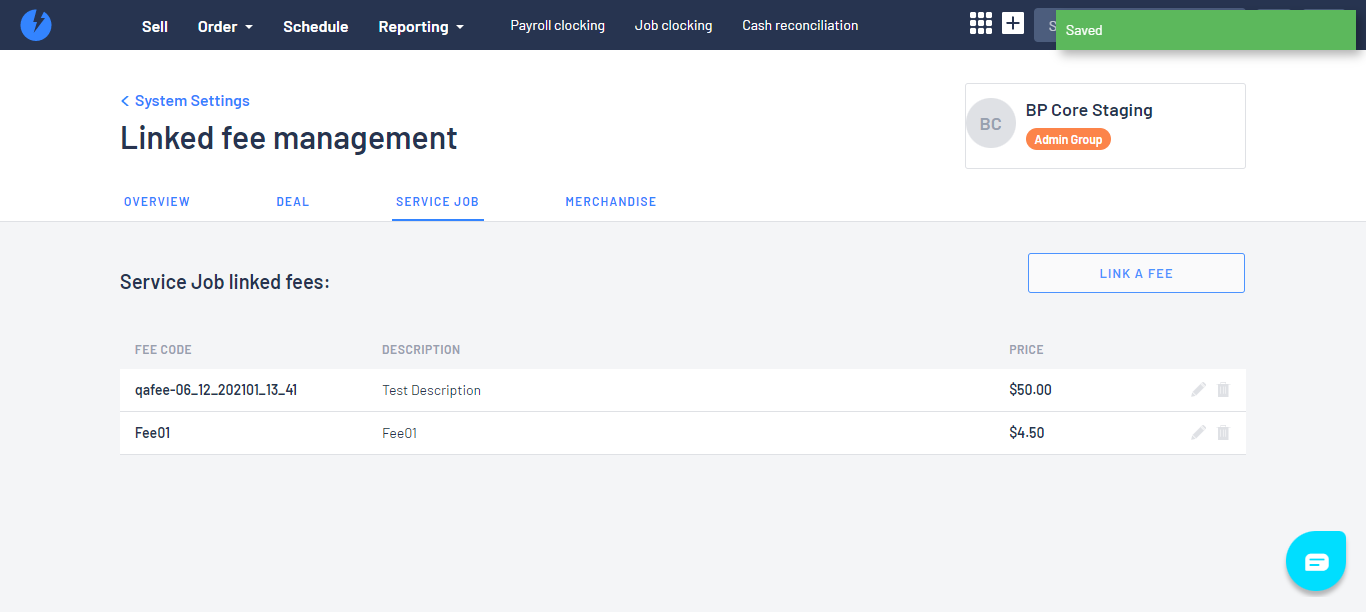 Sell Order Schedule Reporting Payroll clocking Job clocking Cash reconciliation
Saved
System Settings
Linked fee management
BC
BP Core Staging
Admin Group
OVERVIEW DEAL SERVICE JOB MERCHANDISE
Service Job linked fees:
LINK A FEE
FEE CODE DESCRIPTION PRICE
qafee-06_12_202101_13_41 Test Description $50.00
Fee01 Fee01 $4.50